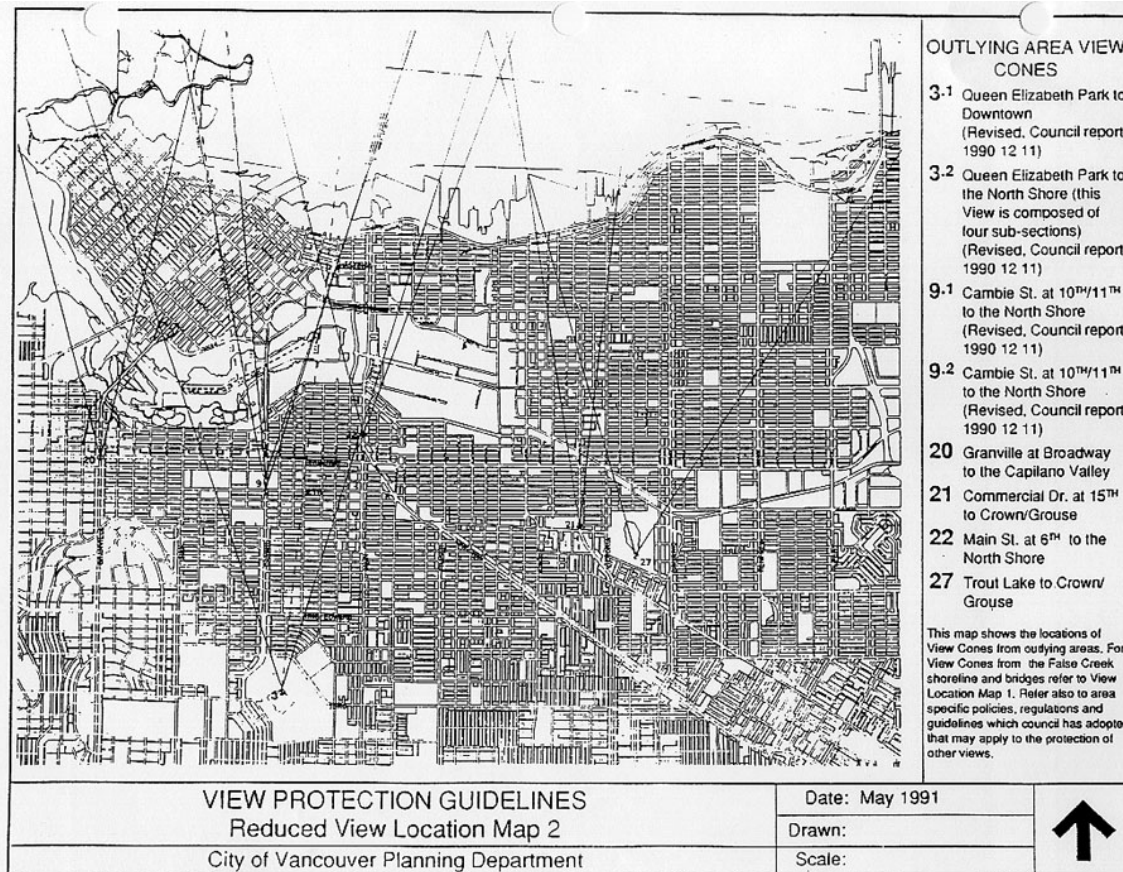 OUTLYING AREA VIEW
CONES
3.1 Queen Elizabeth Park to
Downtown
(Revised, Council report
1990 12 11)
3.2 Queen Elizabeth Park to
the North Shore (this
View is composed of
four sub-sections)
(Revised, Council report
1990 12 11)
9.1 Cambie St. at 10TH/11TH
to the North Shore
(Revised, Council report
1990 12 11)
9.2 Cambie St. at 10TH/11TH
to the North Shore
(Revised, Council report
1990 12 11)
20 Granville at Broadway
to the Capilano Valley
21 Commercial Dr. at 15TH
to Crown/Grouse
22 Main St. at 6TH to the
North Shore
27 Trout Lake to Crown/
Grouse
This map shows the locations of
View Cones from outlying areas. For
View Cones from the False Creek
shoreline and bridges refer to View
Location Map 1. Refer also to area
specific policies, regulations and
guidelines which council has adopte
that may apply to the protection of
other views.
20
9
22
21
27
3
VIEW PROTECTION GUIDELINES
Reduced View Location Map 2
City of Vancouver Planning Department
Date: May 1991
Drawn:
Scale: